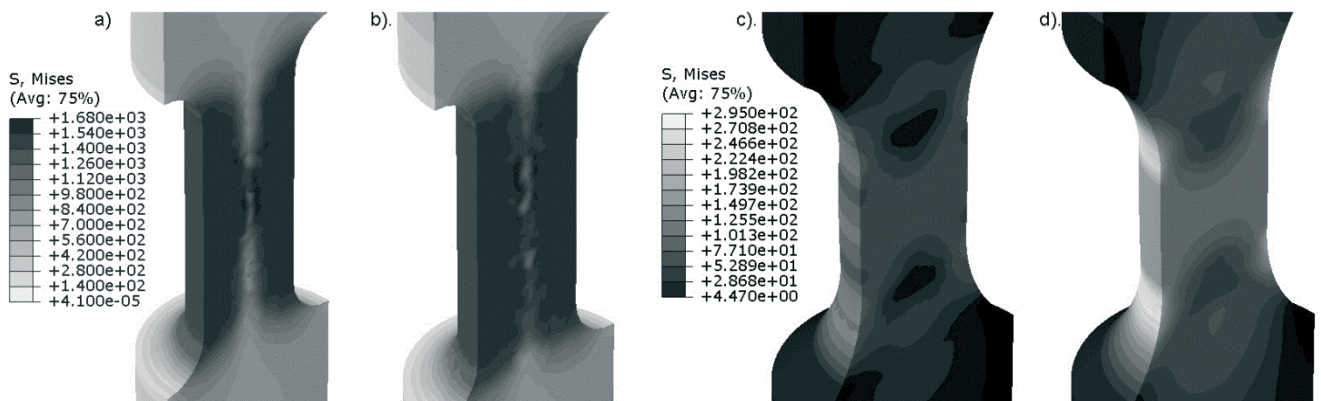 a)
b).
c).
d).
S, Mises
(Avg: 75%)
+1.680e+03
+1.540e+03
+1.400e+03
+1.260e+03
+1.120e+03
+9.800e+02
+8.400e+02
+7.000e+02
+5.600e+02
+4.200e+02
+2.800e+02
+1.400e+02
+4.100e-05
S, Mises
(Avg: 75%)
+2.950e+02
+2.708e+02
+2.466e+02
+2.224e+02
+1.982e+02
+1.739e+02
+1.497e+02
+1.255e+02
+1.013e+02
+7.710e+01
+5.289e+01
+2.868e+01
+4.470e+00